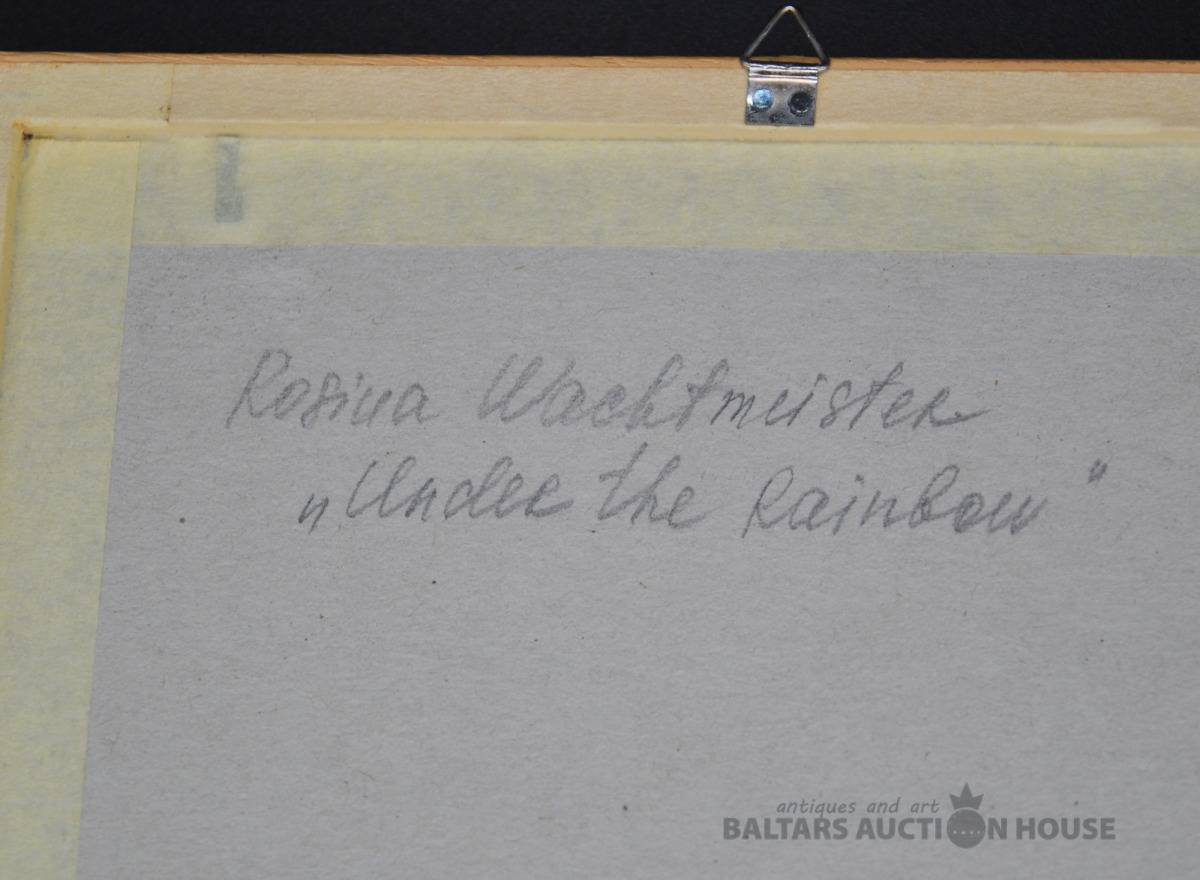 Rosina Wachtmeister
„Under the Rainbow"
antiques and art
BALTARS AUCTION HOUSE